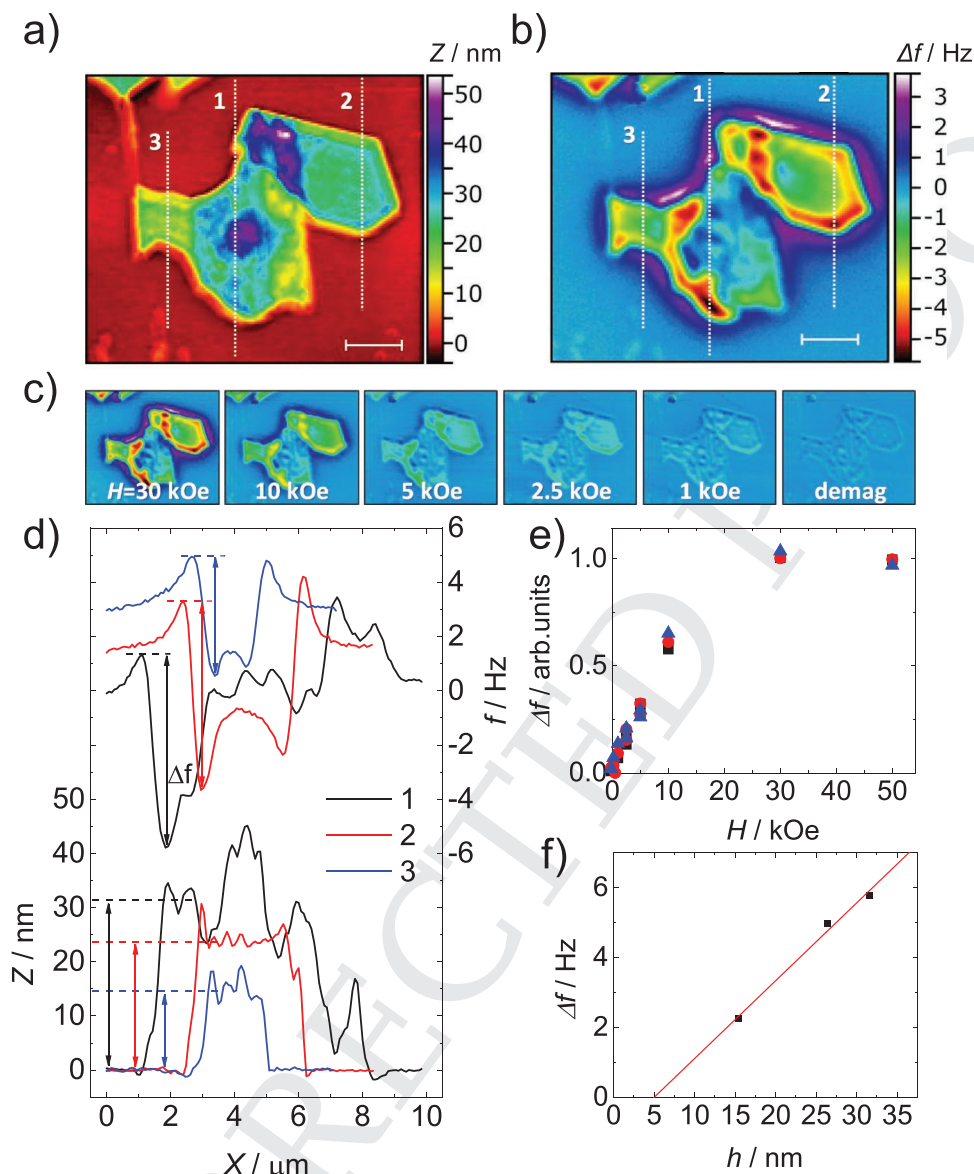 a)
Z / nm
50
40
30
20
10
0
1
2
3
b)
Δf / Hz
3
2
1
0
-1
-2
-3
-4
-5
1
2
3
c)
H=30 kOe
10 kOe
5 kOe
2.5 kOe
1 kOe
demag
d)
6
4
2
0
-2
-4
-6
f / Hz
Δf
1
2
3
50
40
30
20
10
0
Z / nm
0 2 4 6 8 10
X / μm
e)
1.0
0.5
0.0
Δf / arb.units
0 10 20 30 40 50
H / kOe
f)
6
4
2
0
Δf / Hz
0 5 10 15 20 25 30 35
h / nm
RECTED P